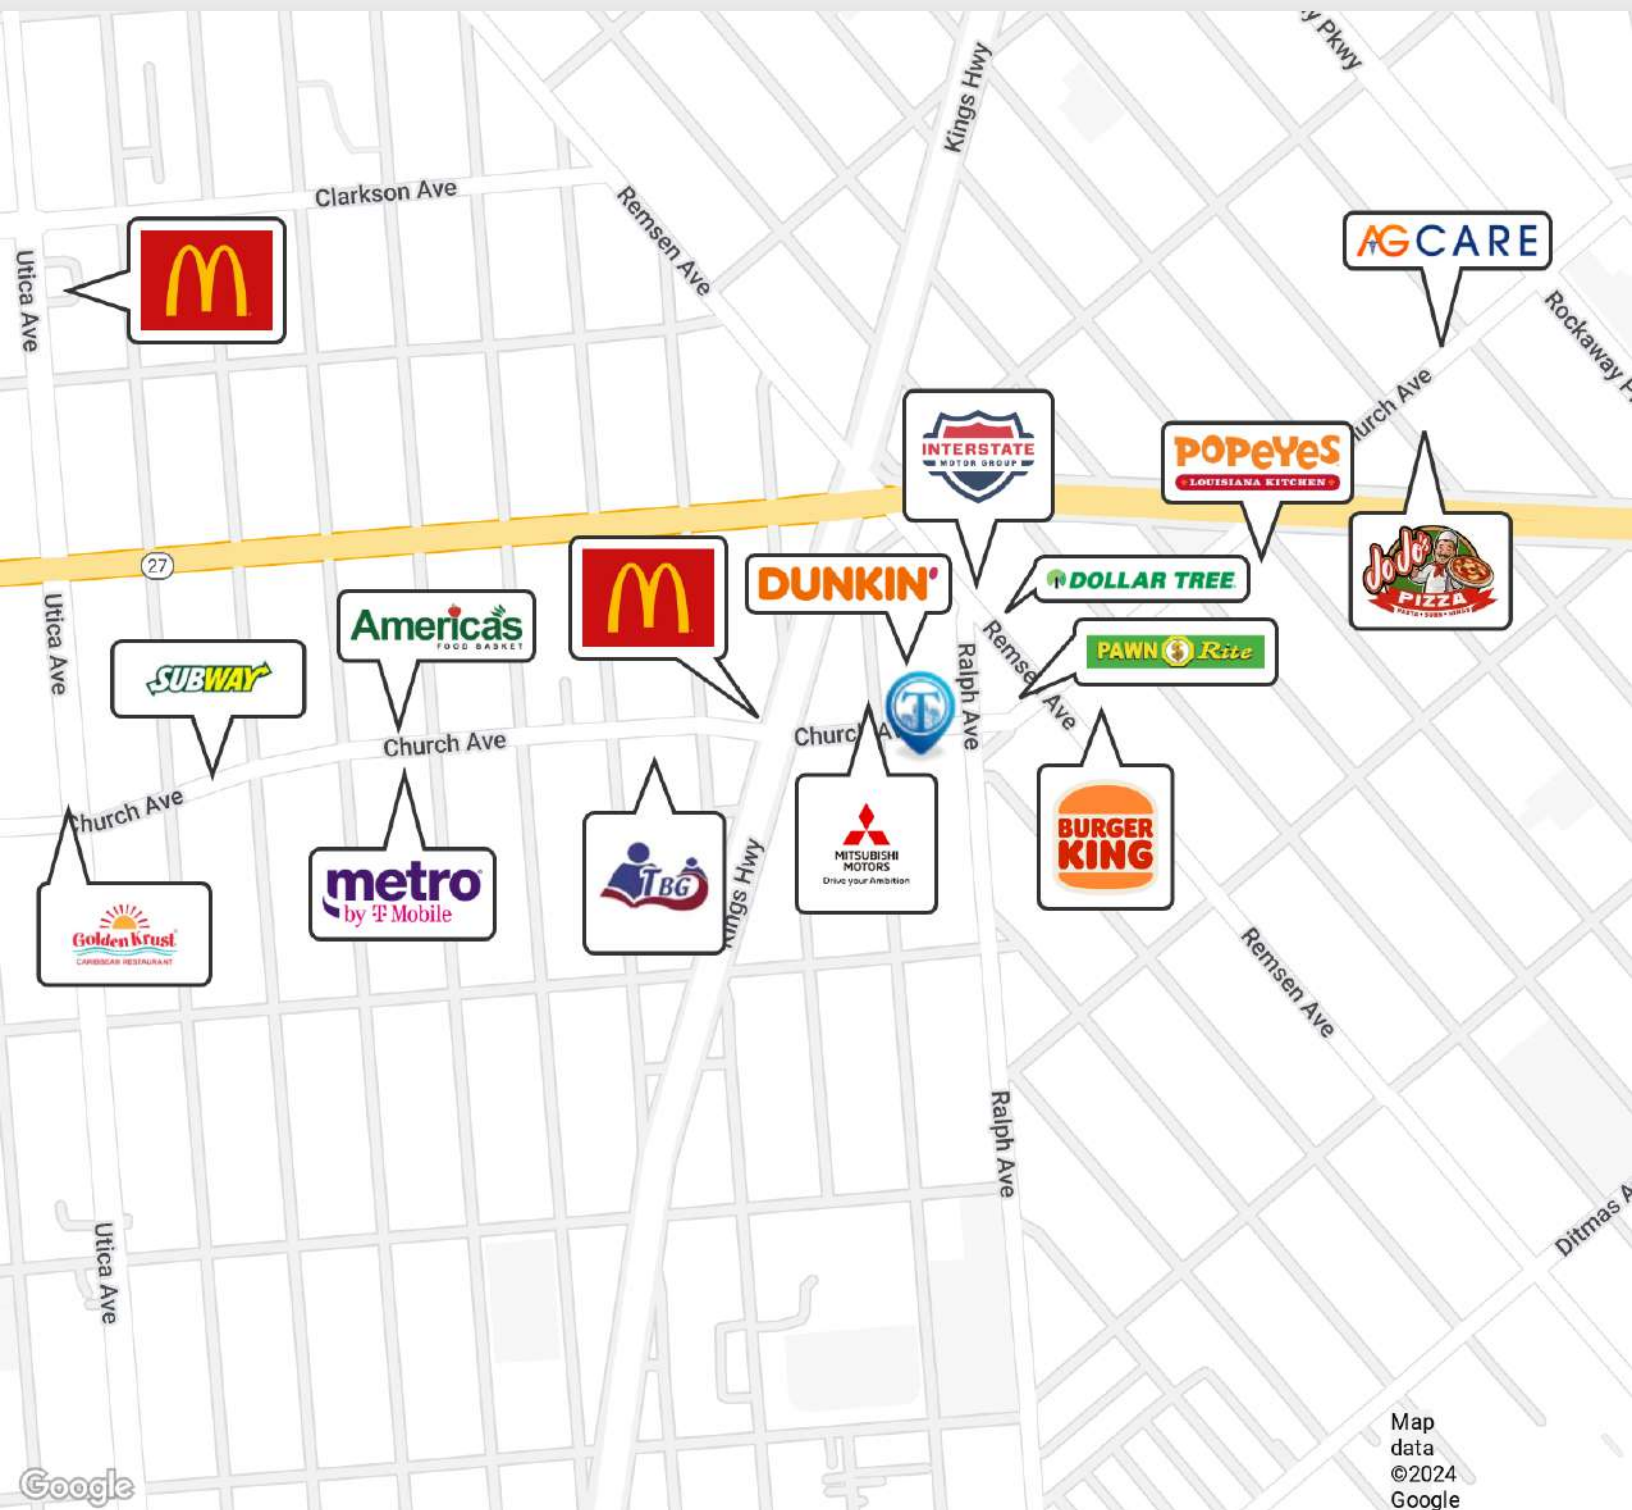 y Pkwy
Kings Hwy
Clarkson Ave
Remsen Ave
AGCARE
Utica Ave
M
Rockaway P
urch Ave
INTERSTATE
MOTOR GROUP
POPEYES
LOUISIANA KITCHEN
27
JoJo's
PIZZA
DUNKIN'
DOLLAR TREE
M
America's
FOOD BASKET
Utica Ave
SUBWAY
Remsen Ave
PAWN Rite
Ralph Ave
T
Church Ave
Church A
Church Ave
MITSUBISHI
MOTORS
Drive your Ambition
BURGER
KING
metro
by T Mobile
TBG
Kings Hwy
Golden Krust
CARIBBEAN RESTAURANT
Remsen Ave
Ralph Ave
Utica Ave
Ditmas A
Map
data
©2024
Google
Google